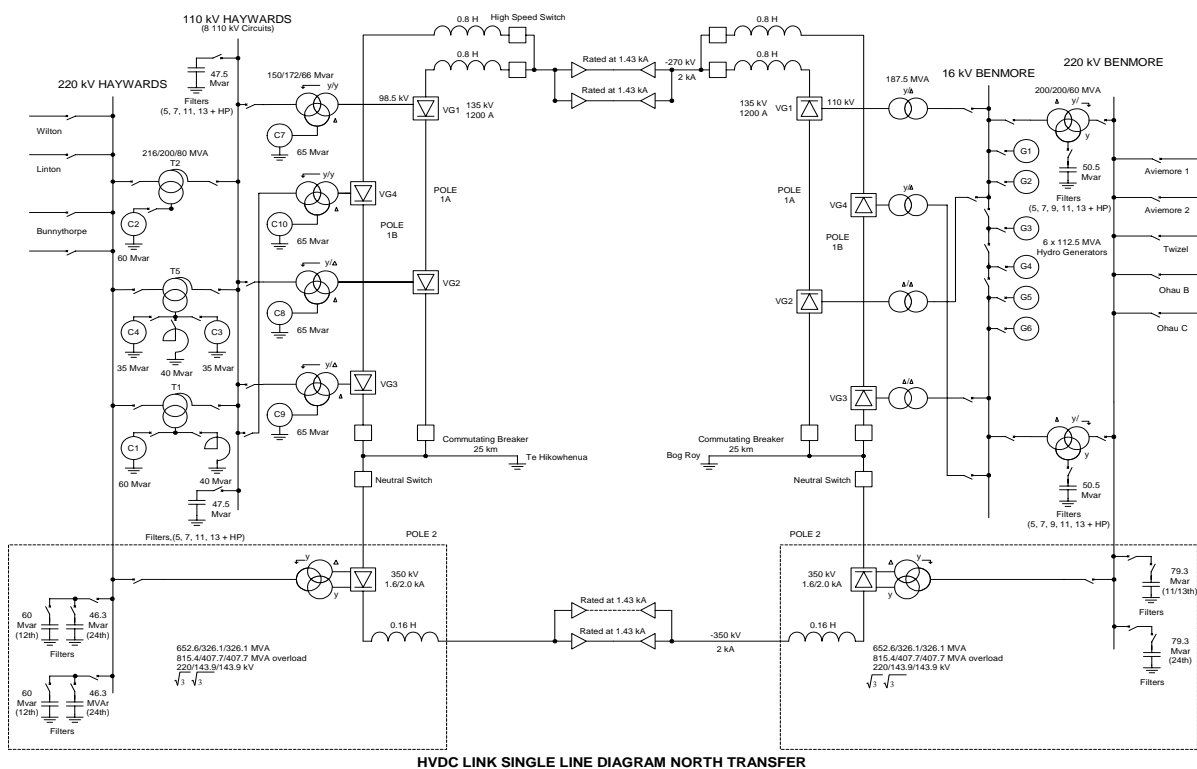 110 kV HAYWARDS
(8 110 kV Circuits)
220 kV HAYWARDS
47.5
Mvar
Filters
(5, 7, 11, 13 + HP)
Wilton
Linton
Bunnythorpe
216/200/80 MVA
T2
C2
60 Mvar
T5
C4
C3
35 Mvar
40 Mvar
35 Mvar
T1
C1
60 Mvar
40 Mvar
47.5
Mvar
Filters,(5, 7, 11, 13 + HP)
150/172/66 Mvar
y/y
Δ
98.5 kV
C7
65 Mvar
y/y
Δ
C10
65 Mvar
y/Δ
Δ
C8
65 Mvar
y/Δ
Δ
C9
65 Mvar
0.8 H
High Speed Switch
0.8 H
VG1
135 kV
1200 A
VG4
POLE
1A
POLE
1B
VG2
VG3
Commutating Breaker
25 km
Te Hikowhenua
Neutral Switch
Rated at 1.43 kA
Rated at 1.43 kA
-270 kV
2 kA
0.8 H
0.8 H
135 kV
1200 A
VG1
110 kV
187.5 MVA
y/Δ
VG4
y/Δ
POLE
1A
POLE
1B
VG2
Δ/Δ
VG3
Δ/Δ
Commutating Breaker
25 km
Bog Roy
Neutral Switch
16 kV BENMORE
220 kV BENMORE
200/200/60 MVA
Δ
y/
y
G1
G2
G3
G4
G5
G6
50.5
Mvar
Filters
(5, 7, 9, 11, 13 + HP)
6 x 112.5 MVA
Hydro Generators
Aviemore 1
Aviemore 2
Twizel
Ohau B
Ohau C
Δ
y/
y
50.5
Mvar
Filters
(5, 7, 9, 11, 13 + HP)
POLE 2
y
Δ
y
350 kV
1.6/2.0 kA
0.16 H
60
Mvar
(12th)
46.3
Mvar
(24th)
Filters
60
Mvar
(12th)
46.3
MVAr
(24th)
Filters
652.6/326.1/326.1 MVA
815.4/407.7/407.7 MVA overload
220/143.9/143.9 kV
√3 √3
Rated at 1.43 kA
Rated at 1.43 kA
-350 kV
2 kA
POLE 2
350 kV
1.6/2.0 kA
Δ
y
y
0.16 H
652.6/326.1/326.1 MVA
815.4/407.7/407.7 MVA overload
220/143.9/143.9 kV
√3 √3
79.3
Mvar
(11/13th)
Filters
79.3
Mvar
(24th)
Filters
HVDC LINK SINGLE LINE DIAGRAM NORTH TRANSFER